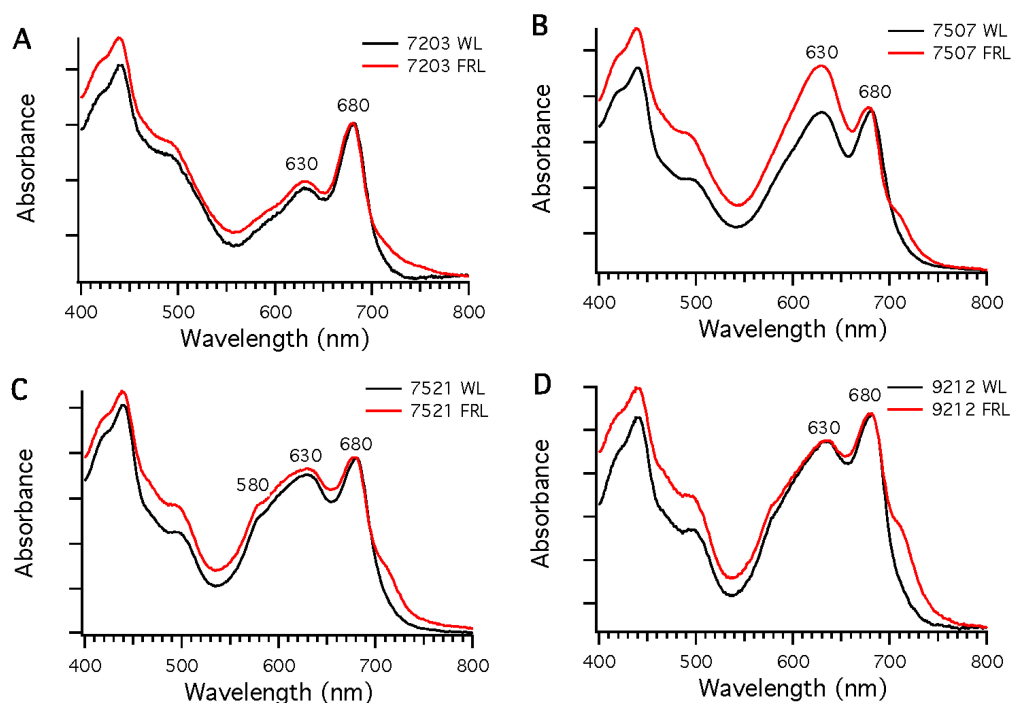 A
7203 WL
7203 FRL
680
630
Absorbance
400 500 600 700 800
Wavelength (nm)
B
7507 WL
7507 FRL
630
680
Absorbance
400 500 600 700 800
Wavelength (nm)
C
7521 WL
7521 FRL
680
630
580
Absorbance
400 500 600 700 800
Wavelength (nm)
D
9212 WL
9212 FRL
680
630
Absorbance
400 500 600 700 800
Wavelength (nm)